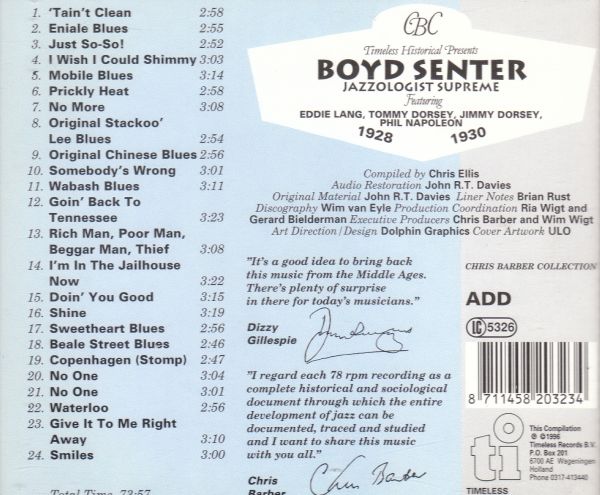 1. 'Tain't Clean 2:58
2. Eniale Blues 2:55
3. Just So-So! 2:52
4. I Wish I Could Shimmy 3:03
5. Mobile Blues 3:14
6. Prickly Heat 2:58
7. No More 3:08
8. Original Stackoo'
Lee Blues 2:54
9. Original Chinese Blues 2:56
10. Somebody's Wrong 3:01
11. Wabash Blues 3:11
12. Goin' Back To
Tennessee 3:23
13. Rich Man, Poor Man,
Beggar Man, Thief 3:08
14. I'm In The Jailhouse
Now 3:22
15. Doin' You Good 3:15
16. Shine 3:19
17. Sweetheart Blues 2:56
18. Beale Street Blues 2:46
19. Copenhagen (Stomp) 2:47
20. No One 3:04
21. No One 3:01
22. Waterloo 2:56
23. Give It To Me Right
Away 3:10
24. Smiles 3:00
Total Time 73:57
CBC
Timeless Historical Presents
BOYD SENTER
JAZZOLOGIST SUPREME
Featuring
EDDIE LANG, TOMMY DORSEY, JIMMY DORSEY,
PHIL NAPOLEON
1928 1930
Compiled by Chris Ellis
Audio Restoration John R.T. Davies
Original Material John R.T. Davies Liner Notes Brian Rust
Discography Wim van Eyle Production Coordination Ria Wigt and
Gerard Bielderman Executive Producers Chris Barber and Wim Wigt
Art Direction/Design Dolphin Graphics Cover Artwork ULO
"It's a good idea to bring back
this music from the Middle Ages.
There's plenty of surprise
in there for today's musicians."
Dizzy
Gillespie
"I regard each 78 rpm recording as a
complete historical and sociological
document through which the entire
development of jazz can be
documented, traced and studied
and I want to share this music
with you all."
Chris
Barber
Chris Barber
CHRIS BARBER COLLECTION
ADD
LC 5326
8 711458 203234
ti
This Compilation
℗ ©1996
Timeless Records B.V.
P.O. Box 201
6700 AE Wageningen
Holland
Phone 0317-413440
TIMELESS